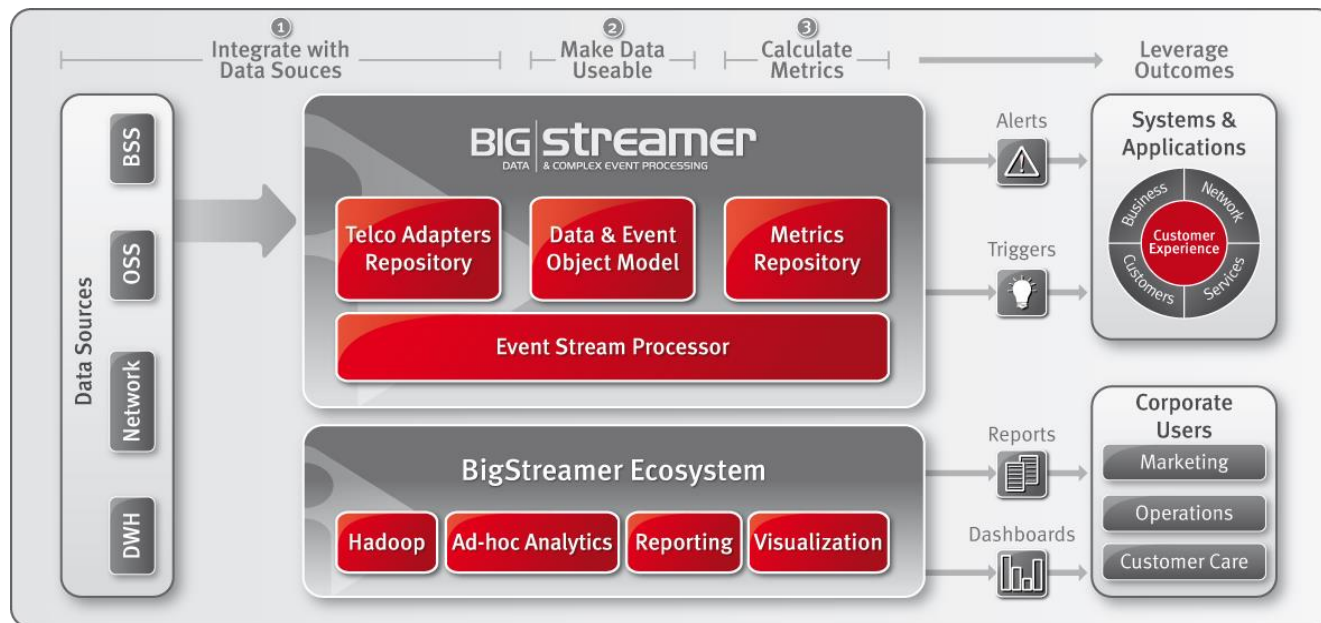 1
Integrate with
Data Souces
2
Make Data
Useable
3
Calculate
Metrics
Leverage
Outcomes
Data Sources
BSS
OSS
Network
DWH
BIG streamer
DATA & COMPLEX EVENT PROCESSING
Telco Adapters
Repository
Data & Event
Object Model
Metrics
Repository
Event Stream Processor
BigStreamer Ecosystem
Hadoop
Ad-hoc Analytics
Reporting
Visualization
Alerts
Triggers
Reports
Dashboards
Systems &
Applications
Business
Network
Customers
Services
Customer
Experience
Corporate
Users
Marketing
Operations
Customer Care